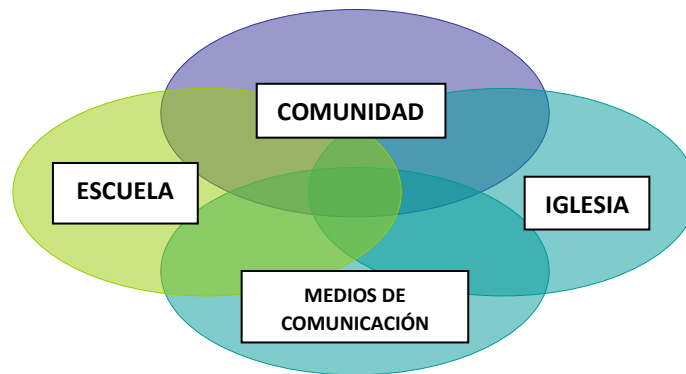 COMUNIDAD
ESCUELA
IGLESIA
MEDIOS DE
COMUNICACIÓN